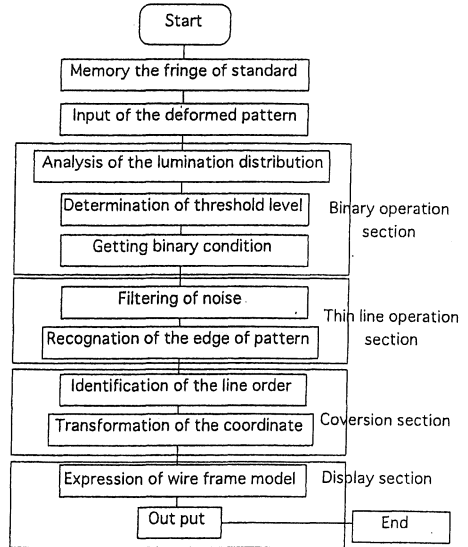 Start
Memory the fringe of standard
Input of the deformed pattern
Analysis of the lumination distribution
Determination of threshold level
Getting binary condition
Binary operation
section
Filtering of noise
Recognation of the edge of pattern
Thin line operation
section
Identification of the line order
Transformation of the coordinate
Coversion section
Expression of wire frame model
Display section
Out put
End